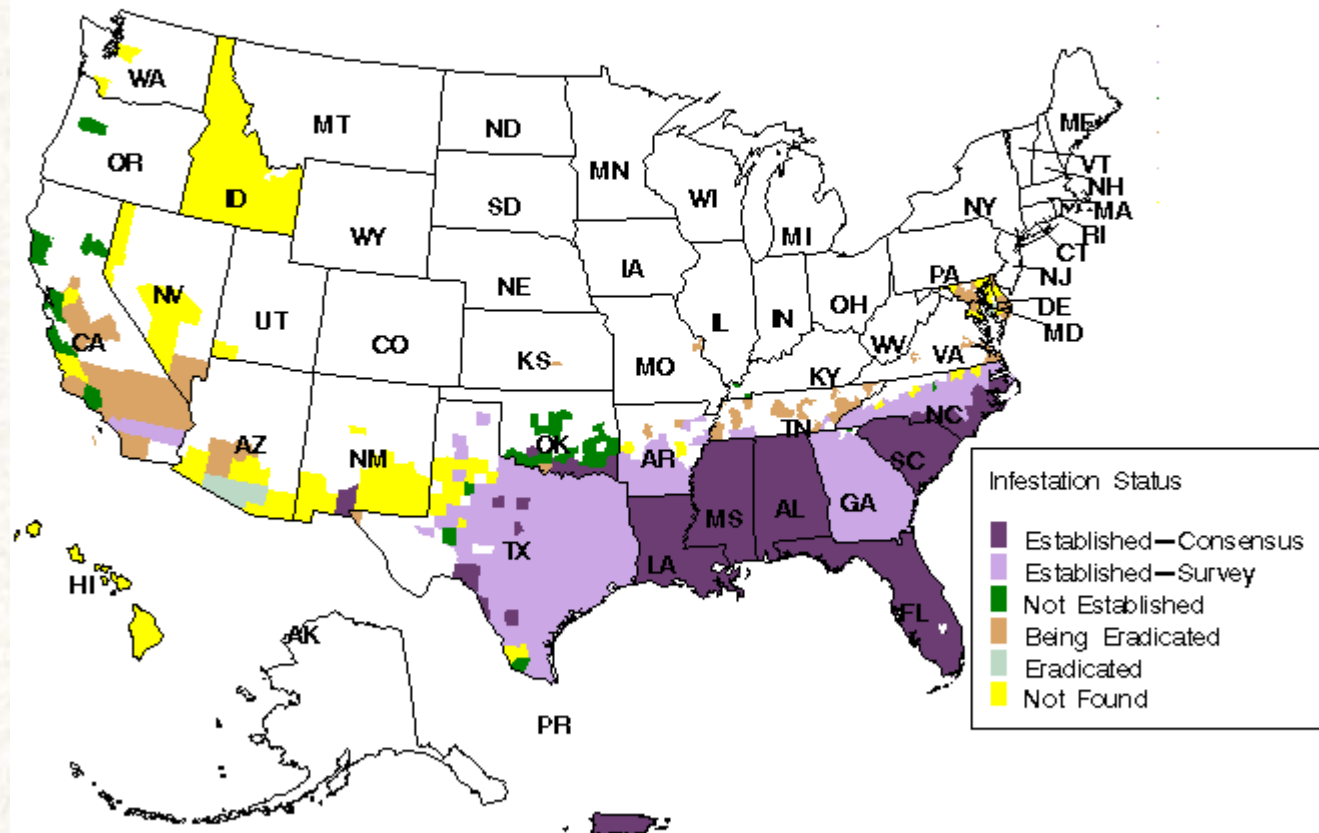 WA
MT
ND
ME
OR
MN
VT
ID
SD
WI
NH
NY
MA
WY
MI
RI
CT
IA
NE
PA
NJ
NV
OH
UT
IL
IN
DE
CA
CO
MD
KS
MO
WV
VA
KY
NC
TN
AZ
NM
OK
AR
SC
GA
AL
MS
TX
LA
HI
FL
AK
PR
Infestation Status
Established—Consensus
Established—Survey
Not Established
Being Eradicated
Eradicated
Not Found